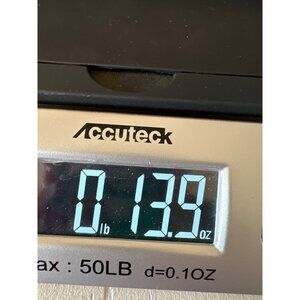 Accuteck
0 lb 13.9 oz
ax : 50LB d=0.1OZ